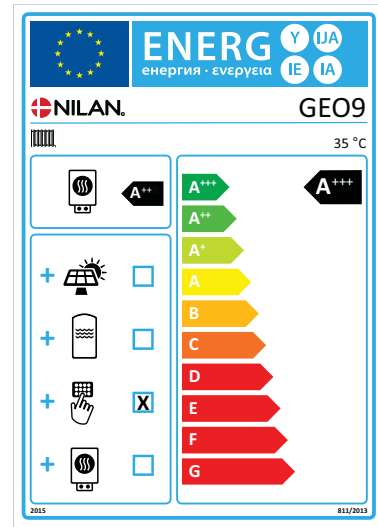 ENERG Y IJA
енергия · ενεργεια IE IA
NILAN. GEO9
35 °C
A++
A+++ A+++
A++
A+
A
B
C
X
D
E
F
G
2015 811/2013